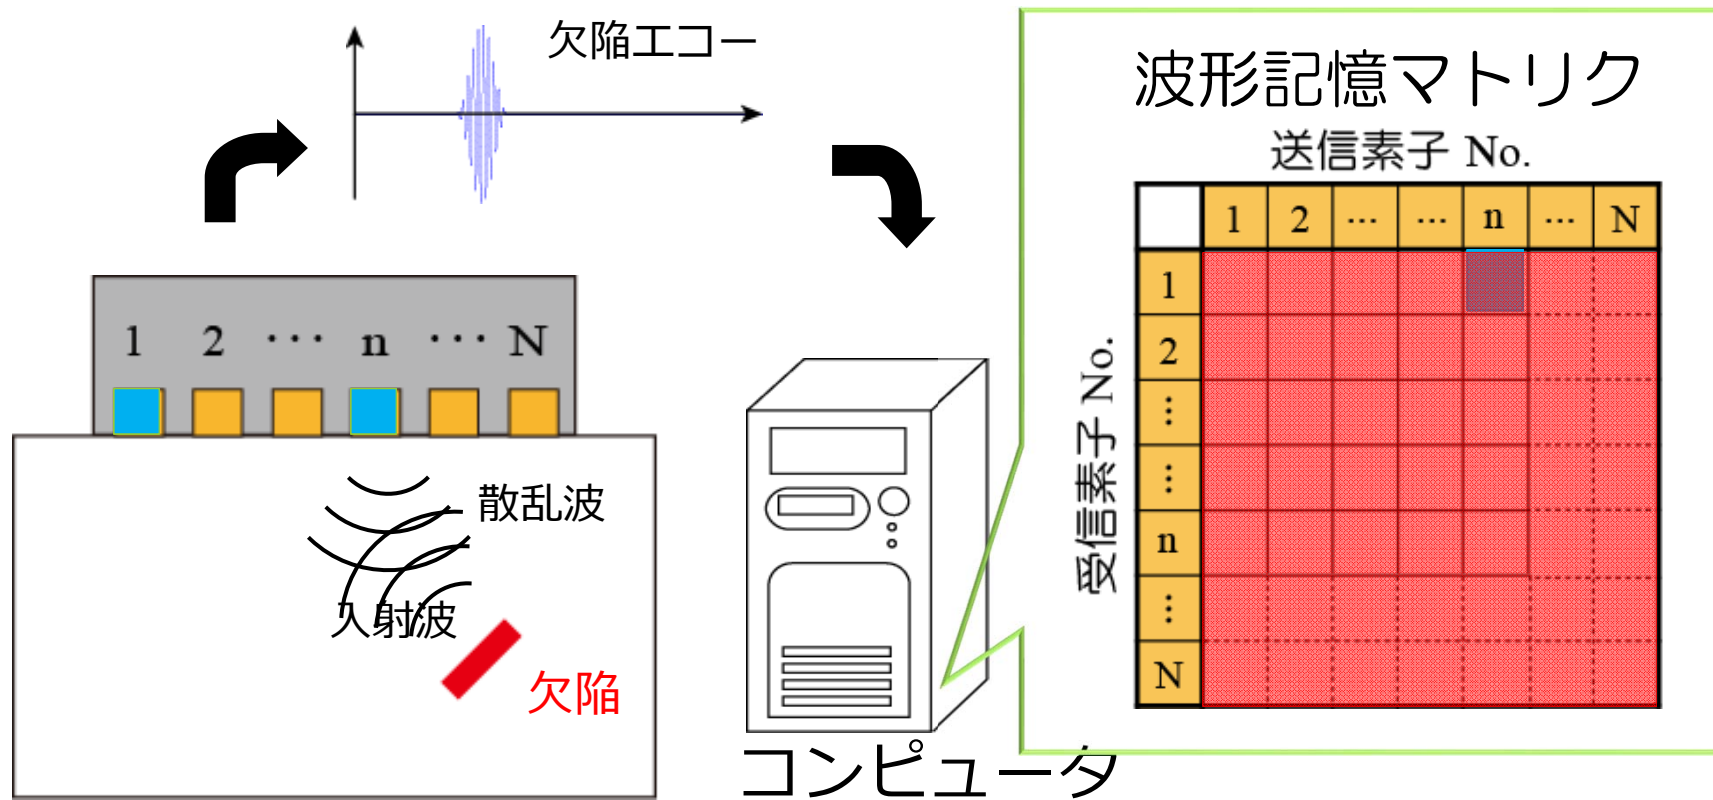 欠陥エコー
波形記憶マトリク
送信素子 No.
1 2 … … n … N
受信素子 No.
1
2
⋮
⋮
n
⋮
N
1 2 … n … N
散乱波
入射波
欠陥
コンピュータ